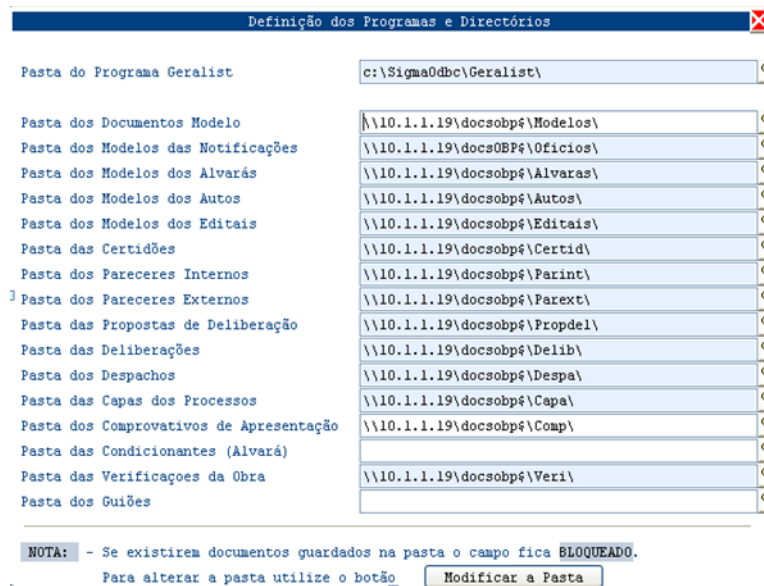 Definição dos Programas e Directórios
Pasta do Programa Geralist c:\SigmaOdbc\Geralist\
Pasta dos Documentos Modelo \\10.1.1.19\docsobp$\Modelos\
Pasta dos Modelos das Notificações \\10.1.1.19\docsOBP$\Oficios\
Pasta dos Modelos dos Alvarás \\10.1.1.19\docsobp$\Alvaras\
Pasta dos Modelos dos Autos \\10.1.1.19\docsobp$\Autos\
Pasta dos Modelos dos Editais \\10.1.1.19\docsobp$\Editais\
Pasta das Certidões \\10.1.1.19\docsobp$\Certid\
Pasta dos Pareceres Internos \\10.1.1.19\docsobp$\Parint\
Pasta dos Pareceres Externos \\10.1.1.19\docsobp$\Parext\
Pasta das Propostas de Deliberação \\10.1.1.19\docsobp$\Propdel\
Pasta das Deliberações \\10.1.1.19\docsobp$\Delib\
Pasta dos Despachos \\10.1.1.19\docsobp$\Despa\
Pasta das Capas dos Processos \\10.1.1.19\docsobp$\Capa\
Pasta dos Comprovativos de Apresentação \\10.1.1.19\docsobp$\Comp\
Pasta das Condicionantes (Alvará)
Pasta das Verificaçoes da Obra \\10.1.1.19\docsobp$\Veri\
Pasta dos Guiões
NOTA: - Se existirem documentos guardados na pasta o campo fica BLOQUEADO.
Para alterar a pasta utilize o botão Modificar a Pasta